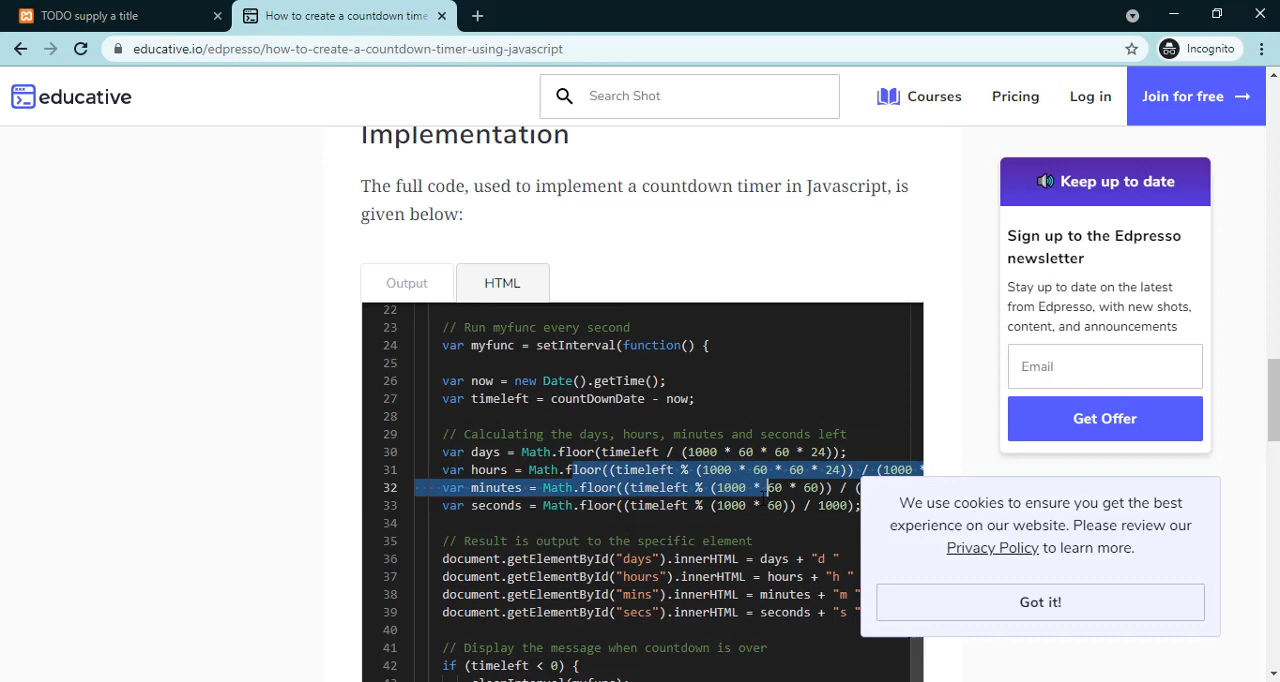 TODO supply a title
How to create a countdown time
Incognito
educative.io/edpresso/how-to-create-a-countdown-timer-using-javascript
educative
Search Shot
Courses
Pricing
Log in
Join for free →
Implementation
The full code, used to implement a countdown timer in Javascript, is
given below:
Output
HTML
22
23 // Run myfunc every second
24 var myfunc = setInterval(function() {
25
26 var now = new Date().getTime();
27 var timeleft = countDownDate - now;
28
29 // Calculating the days, hours, minutes and seconds left
30 var days = Math.floor(timeleft / (1000 * 60 * 60 * 24));
31 var hours = Math.floor((timeleft % (1000 * 60 * 60 * 24)) / (1000 *
32 var minutes = Math.floor((timeleft % (1000 * 60 * 60)) / (
33 var seconds = Math.floor((timeleft % (1000 * 60)) / 1000);
34
35 // Result is output to the specific element
36 document.getElementById("days").innerHTML = days + "d "
37 document.getElementById("hours").innerHTML = hours + "h "
38 document.getElementById("mins").innerHTML = minutes + "m "
39 document.getElementById("secs").innerHTML = seconds + "s "
40
41 // Display the message when countdown is over
42 if (timeleft < 0) {
43 clearInterval(myfunc);
Keep up to date
Sign up to the Edpresso
newsletter
Stay up to date on the latest
from Edpresso, with new shots,
content, and announcements
Email
Get Offer
We use cookies to ensure you get the best
experience on our website. Please review our
Privacy Policy to learn more.
Got it!